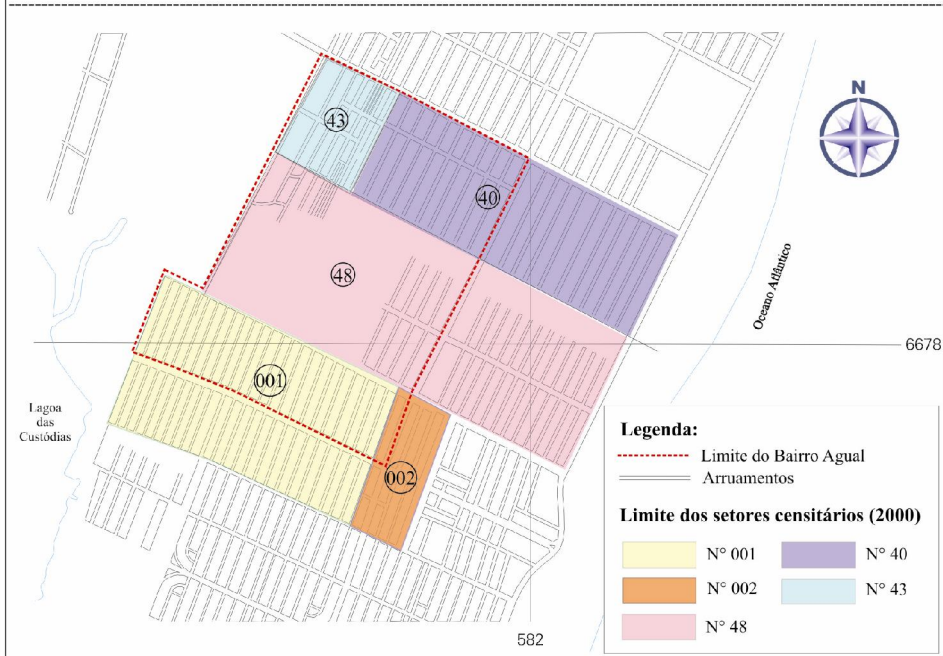 N
43
40
Oceano Atlântico
48
6678
001
Lagoa
das
Custódias
002
Legenda:
Limite do Bairro Agual
Arruamentos
Limite dos setores censitários (2000)
N° 001
N° 40
N° 002
N° 43
N° 48
582